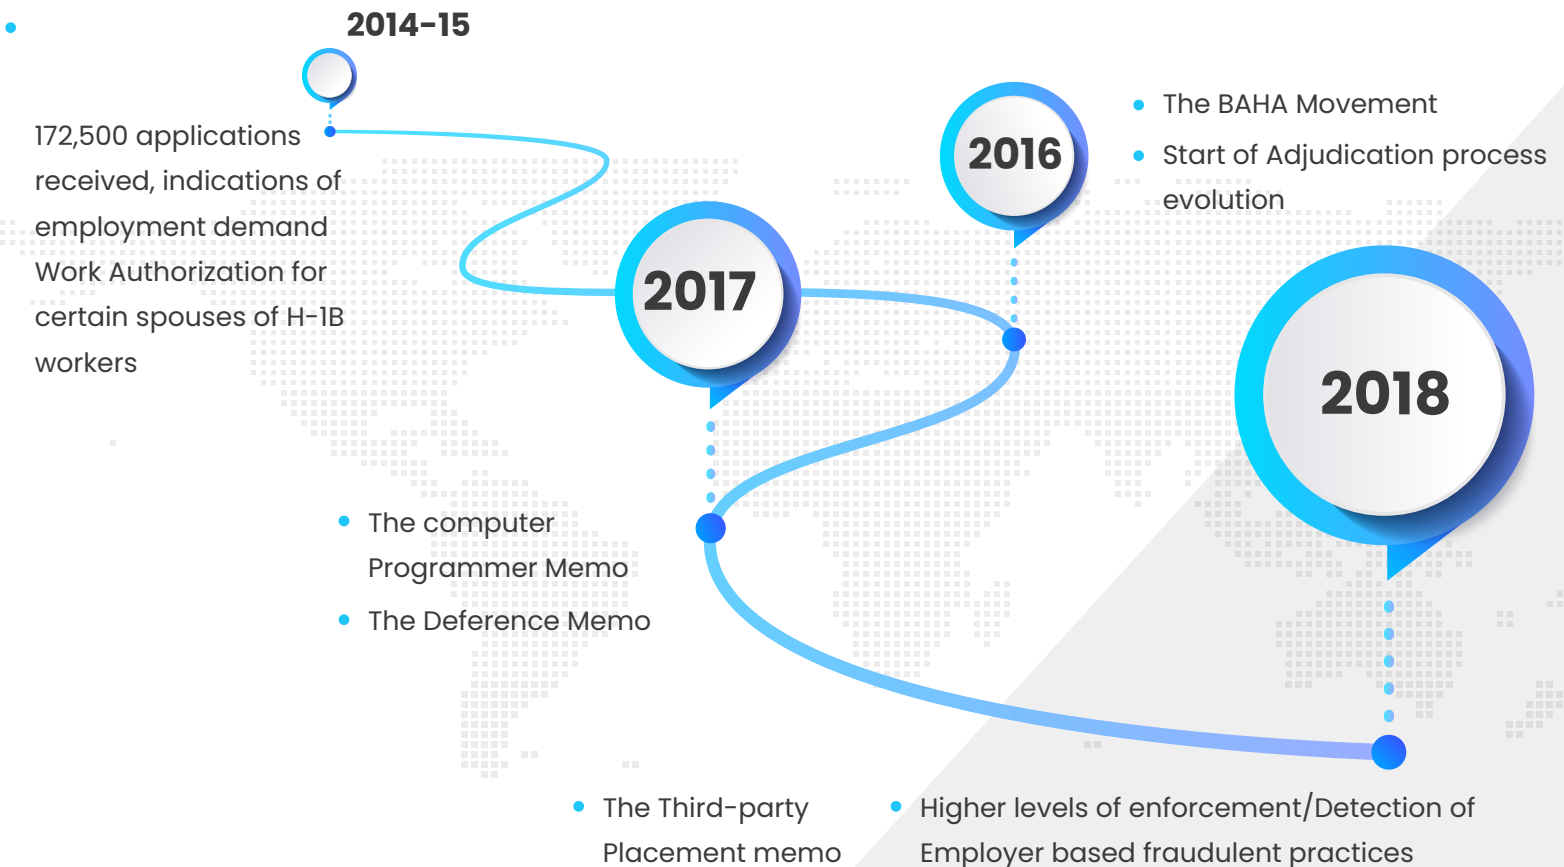 2014-15
172,500 applications
received, indications of
employment demand
Work Authorization for
certain spouses of H-1B
workers
2016
The BAHA Movement
Start of Adjudication process
evolution
2017
The computer
Programmer Memo
The Deference Memo
2018
The Third-party
Placement memo
Higher levels of enforcement/Detection of
Employer based fraudulent practices